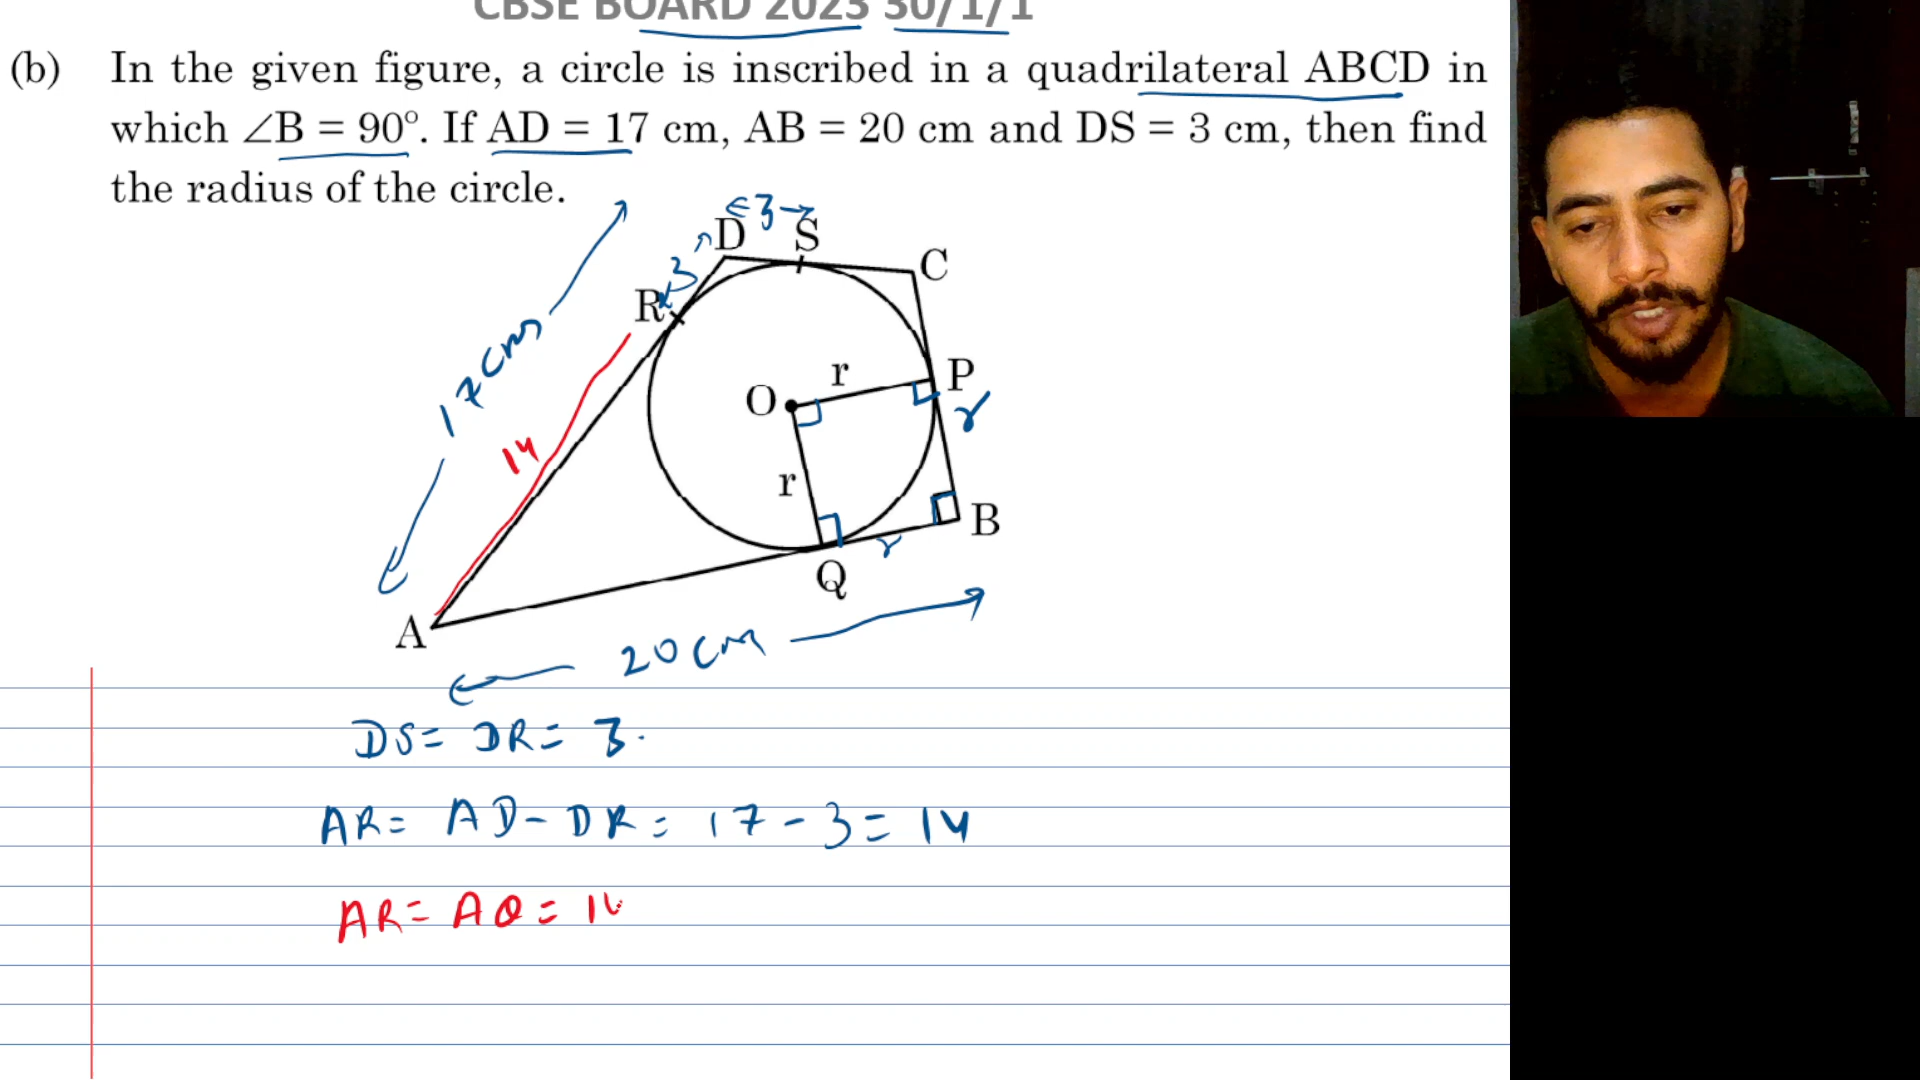 CBSE BOARD 2023 30/1/1
(b) In the given figure, a circle is inscribed in a quadrilateral ABCD in
which ∠B = 90°. If AD = 17 cm, AB = 20 cm and DS = 3 cm, then find
the radius of the circle.
3
D S
C
3
R
17cm
r P
O r
14
r
B
r
Q
A
20cm
DS = DR = 3.
AR = AD - DR = 17 - 3 = 14
AR = AQ = 14